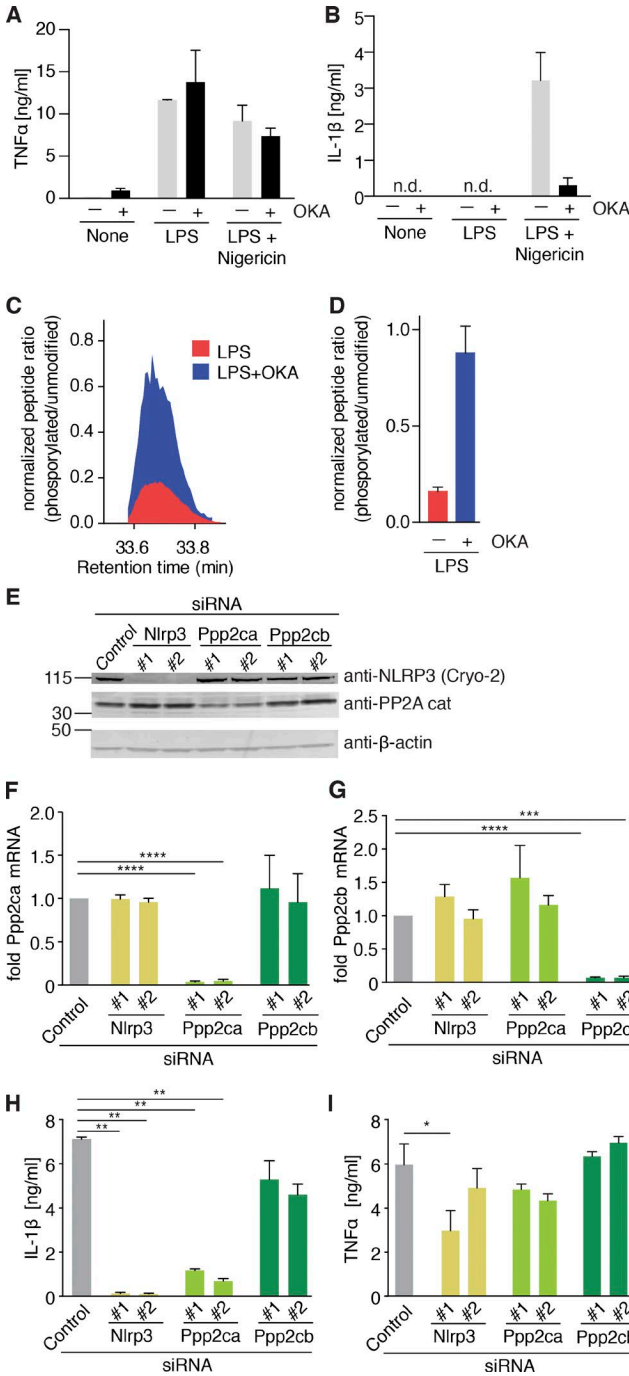 A
TNFα [ng/ml]
20
15
10
5
0
— + — + — + OKA
None LPS LPS +
Nigericin
B
IL-1β [ng/ml]
5
4
3
2
1
0
n.d. n.d.
— + — + — + OKA
None LPS LPS +
Nigericin
C
normalized peptide ratio
(phosporylated/unmodified)
0.8
0.6
0.4
0.2
0.0
LPS
LPS+OKA
33.6 33.8
Retention time (min)
D
normalized peptide ratio
(phosporylated/unmodified)
1.0
0.5
0.0
— + OKA
LPS
E
siRNA
Control Nlrp3 Ppp2ca Ppp2cb
#1 #2 #1 #2 #1 #2
115 anti-NLRP3 (Cryo-2)
30 anti-PP2A cat
50
anti-β-actin
F
fold Ppp2ca mRNA
2.0
1.5
1.0
0.5
0
****
****
Control #1 #2 #1 #2 #1 #2
Nlrp3 Ppp2ca Ppp2cb
siRNA
G
fold Ppp2cb mRNA
2.5
2.0
1.5
1.0
0.5
0
***
****
Control #1 #2 #1 #2 #1 #2
Nlrp3 Ppp2ca Ppp2c
siRNA
H
IL-1β [ng/ml]
8
6
4
2
0
**
**
**
**
Control #1 #2 #1 #2 #1 #2
Nlrp3 Ppp2ca Ppp2cb
siRNA
I
TNFα [ng/ml]
8
6
4
2
0
*
Control #1 #2 #1 #2 #1 #2
Nlrp3 Ppp2ca Ppp2cl
siRNA